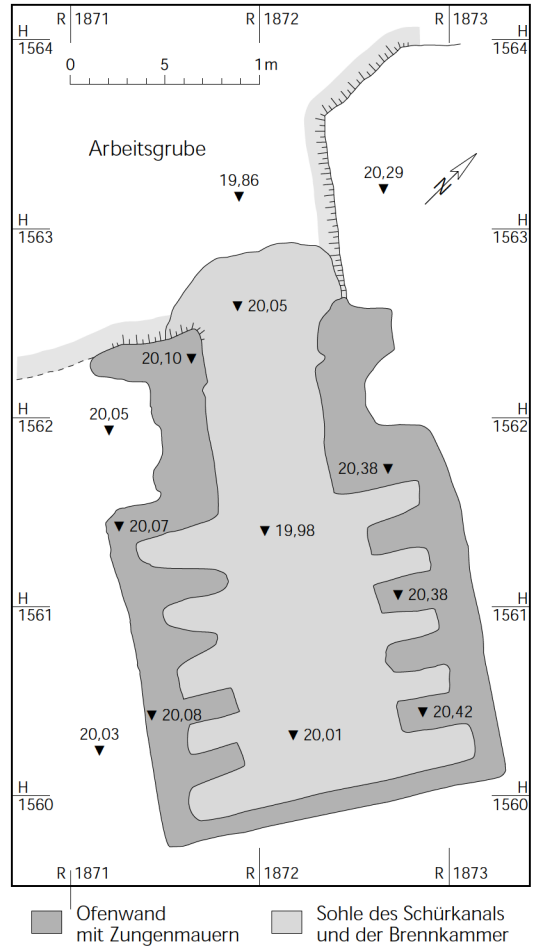 R 1871
R 1872
R 1873
H
1564
H
1564
0 5 1 m
Arbeitsgrube
19,86
20,29
N
H
1563
H
1563
20,05
20,10
H
1562
H
1562
20,05
20,38
20,07
19,98
20,38
H
1561
H
1561
20,08
20,42
20,03
20,01
H
1560
H
1560
R 1871
R 1872
R 1873
Ofenwand
mit Zungenmauern
Sohle des Schürkanals
und der Brennkammer